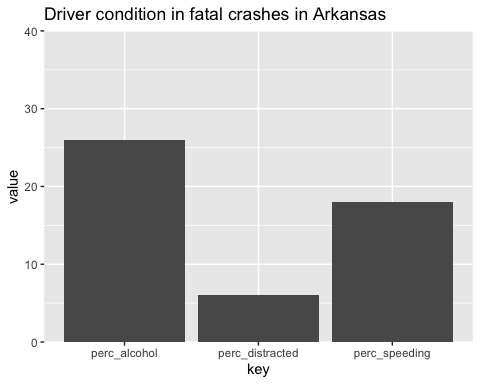 Driver condition in fatal crashes in Arkansas
40
30
20
10
0
value
perc_alcohol perc_distracted perc_speeding
key